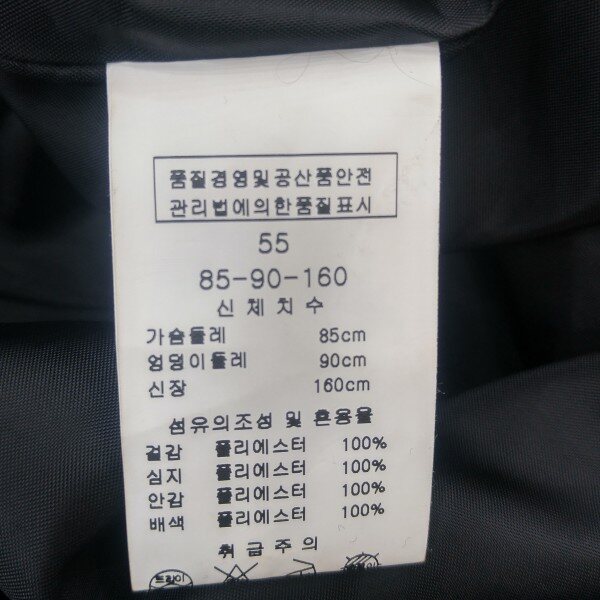 품질경영및공산품안전
관리법에의한품질표시
55
85-90-160
신체치수
가슴둘레 85cm
엉덩이둘레 90cm
신장 160cm
섬유의조성 및 혼용율
겉감 폴리에스터 100%
심지 폴리에스터 100%
안감 폴리에스터 100%
배색 폴리에스터 100%
취급주의
드라이